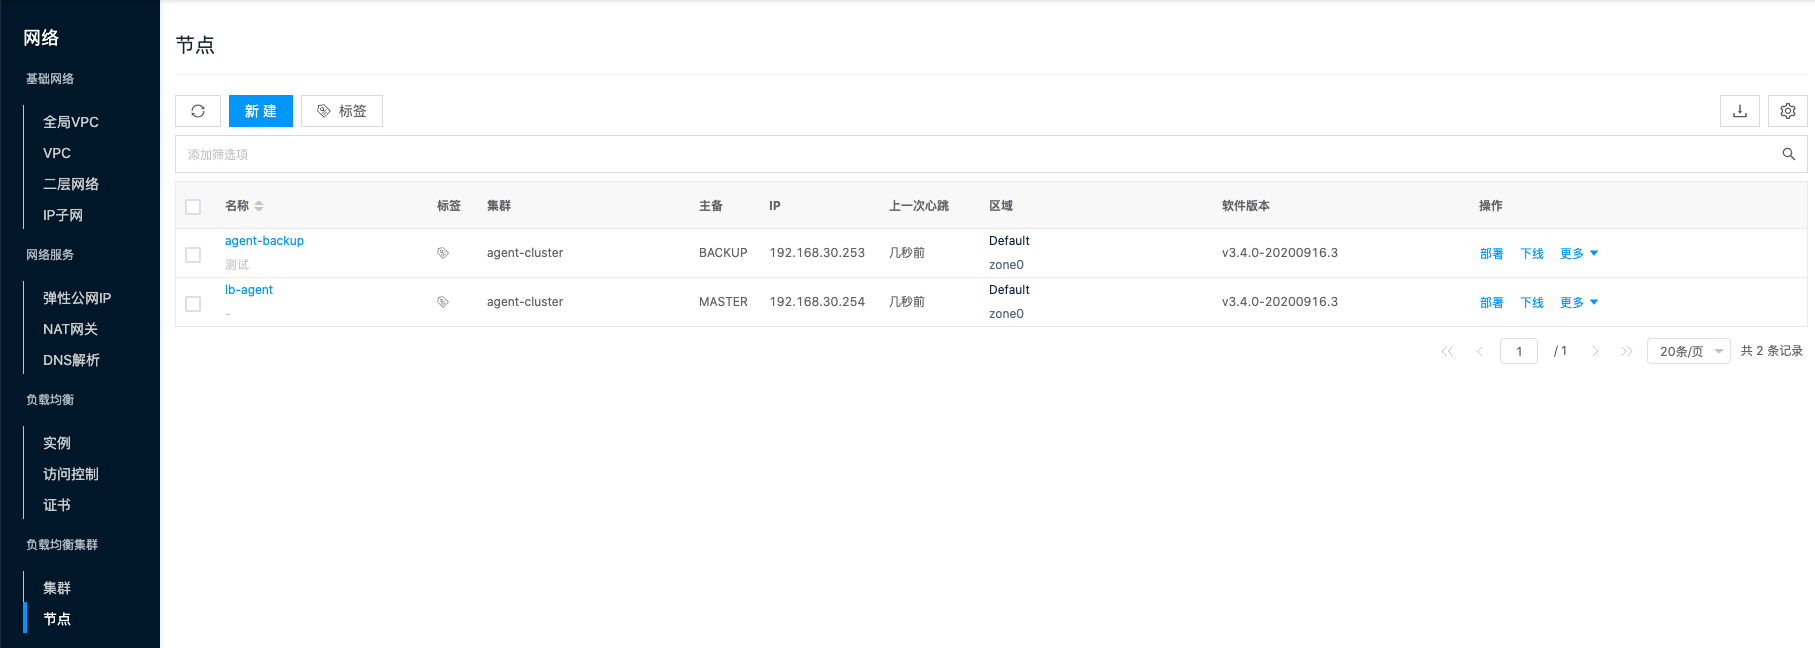 网络
基础网络
全局VPC
VPC
二层网络
IP子网
网络服务
弹性公网IP
NAT网关
DNS解析
负载均衡
实例
访问控制
证书
负载均衡集群
集群
节点
节点
新 建 标签
添加筛选项
名称 标签 集群 主备 IP 上一次心跳 区域 软件版本 操作
agent-backup
测试
agent-cluster BACKUP 192.168.30.253 几秒前
Default
zone0
v3.4.0-20200916.3 部署 下线 更多
lb-agent
-
agent-cluster MASTER 192.168.30.254 几秒前
Default
zone0
v3.4.0-20200916.3 部署 下线 更多
1 / 1 20条/页 共 2 条记录